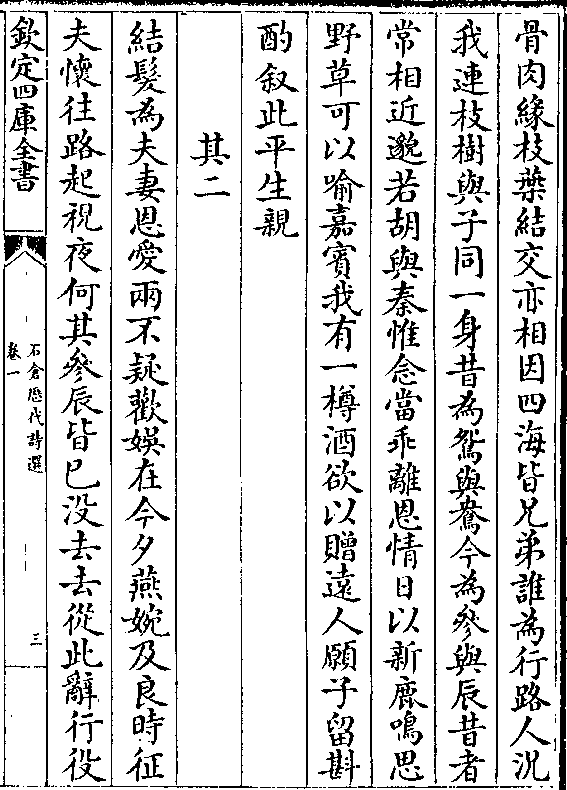 骨肉緣枝葉結交亦相因四海皆兄弟誰為行路人況
我連枝樹與子同一身昔為鴛與鴦今為參與辰昔者
常相近邈若胡與秦惟念當乖離恩情日以新鹿鳴思
野草可以喻嘉賓我有一樽酒欲以贈遠人願子留斟
酌叙此平生親
其二
結髮為夫妻恩愛兩不疑歡娛在今夕燕婉及良時征
夫懷往路起視夜何其參辰皆已没去去從此辭行役
欽定四庫全書
石倉歷代詩選
卷一
三